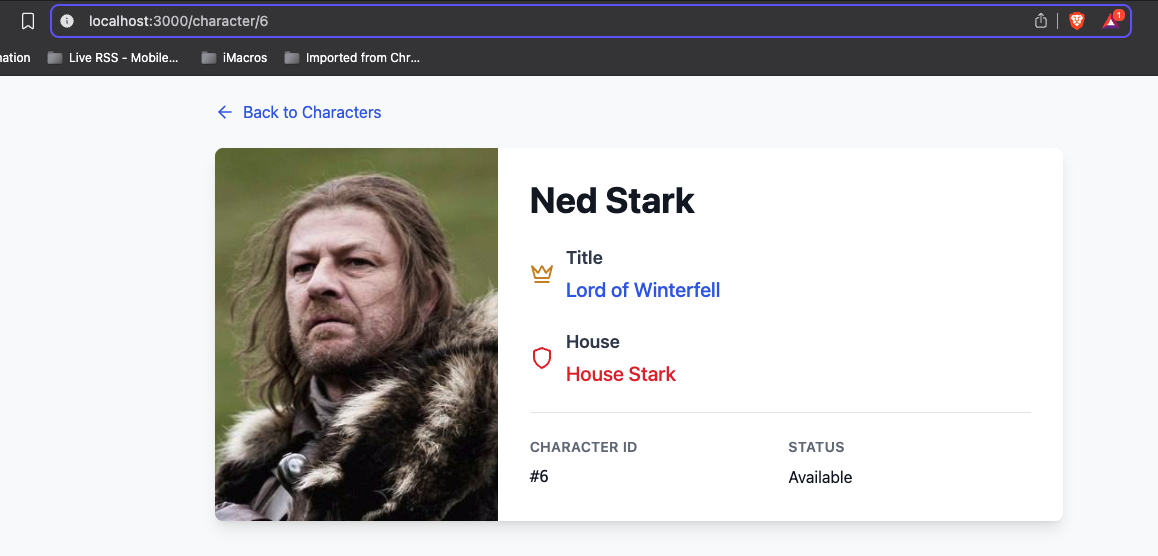 localhost:3000/character/6
1
nation
Live RSS - Mobile...
iMacros
Imported from Chr...
Back to Characters
Ned Stark
Title
Lord of Winterfell
House
House Stark
CHARACTER ID
STATUS
#6
Available